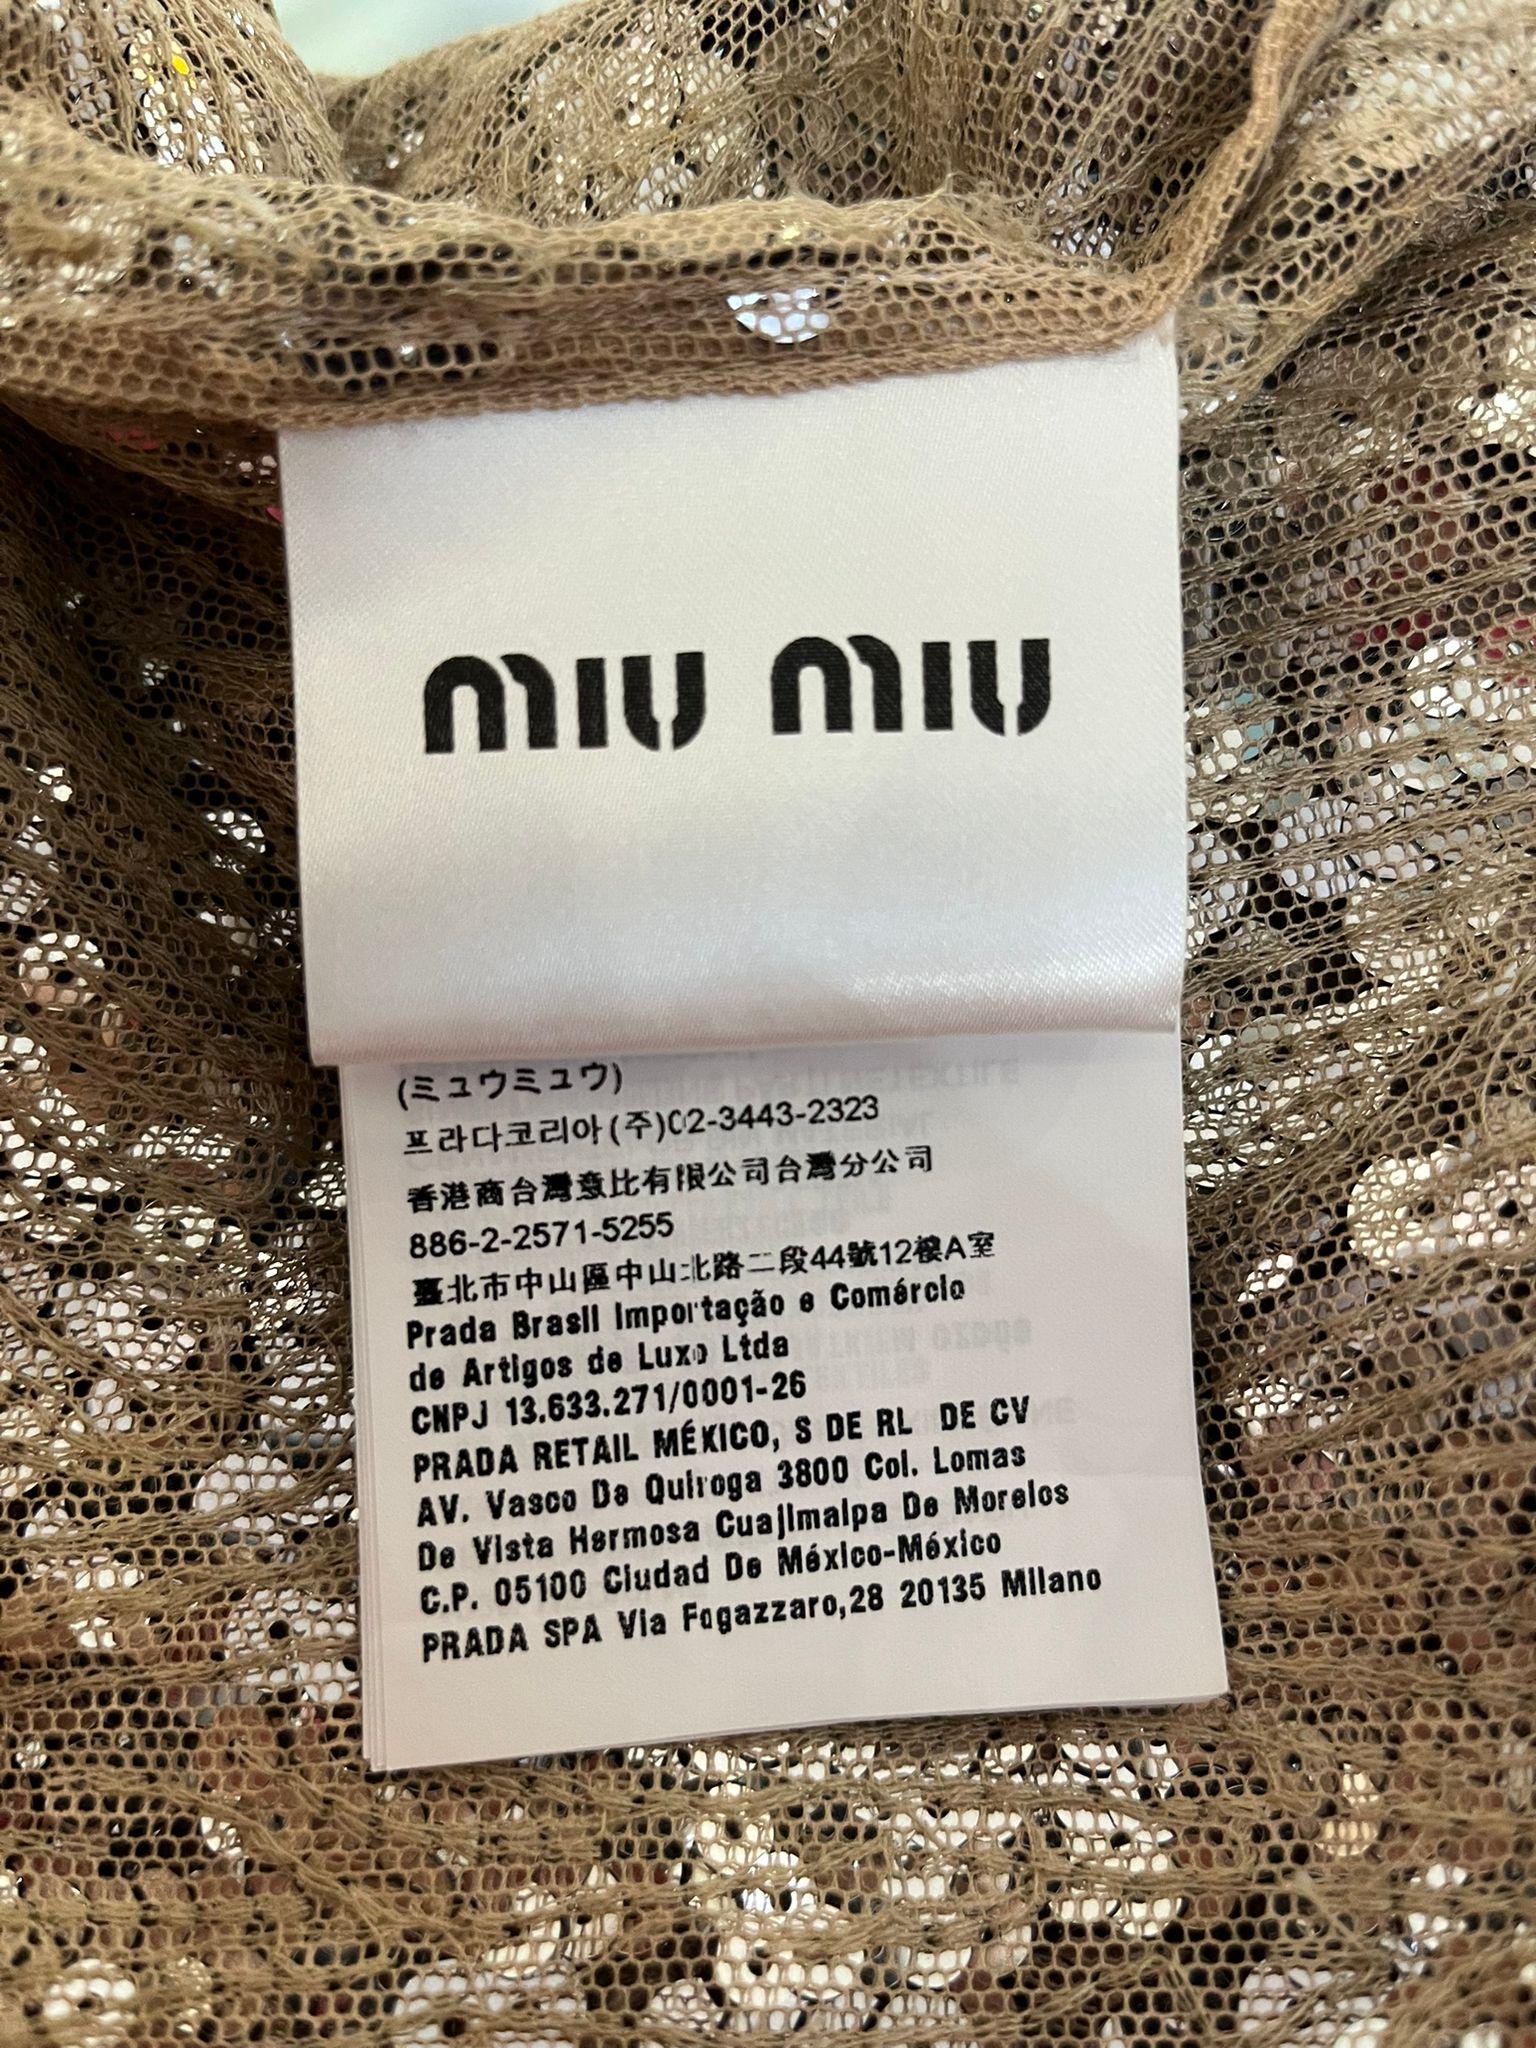 MIU MIU
(ミュウミュウ)
프라다코리아(주)02-3443-2323
香港商台灣意比有限公司台灣分公司
886-2-2571-5255
臺北市中山區中山北路二段44號12樓A室
Prada Brasil Importação e Comércio
de Artigos de Luxo Ltda
CNPJ 13.633.271/0001-26
PRADA RETAIL MÉXICO, S DE RL DE CV
AV. Vasco De Quiroga 3800 Col. Lomas
De Vista Hermosa Cuajimalpa De Morelos
C.P. 05100 Ciudad De México-México
PRADA SPA Via Fogazzaro,28 20135 Milano